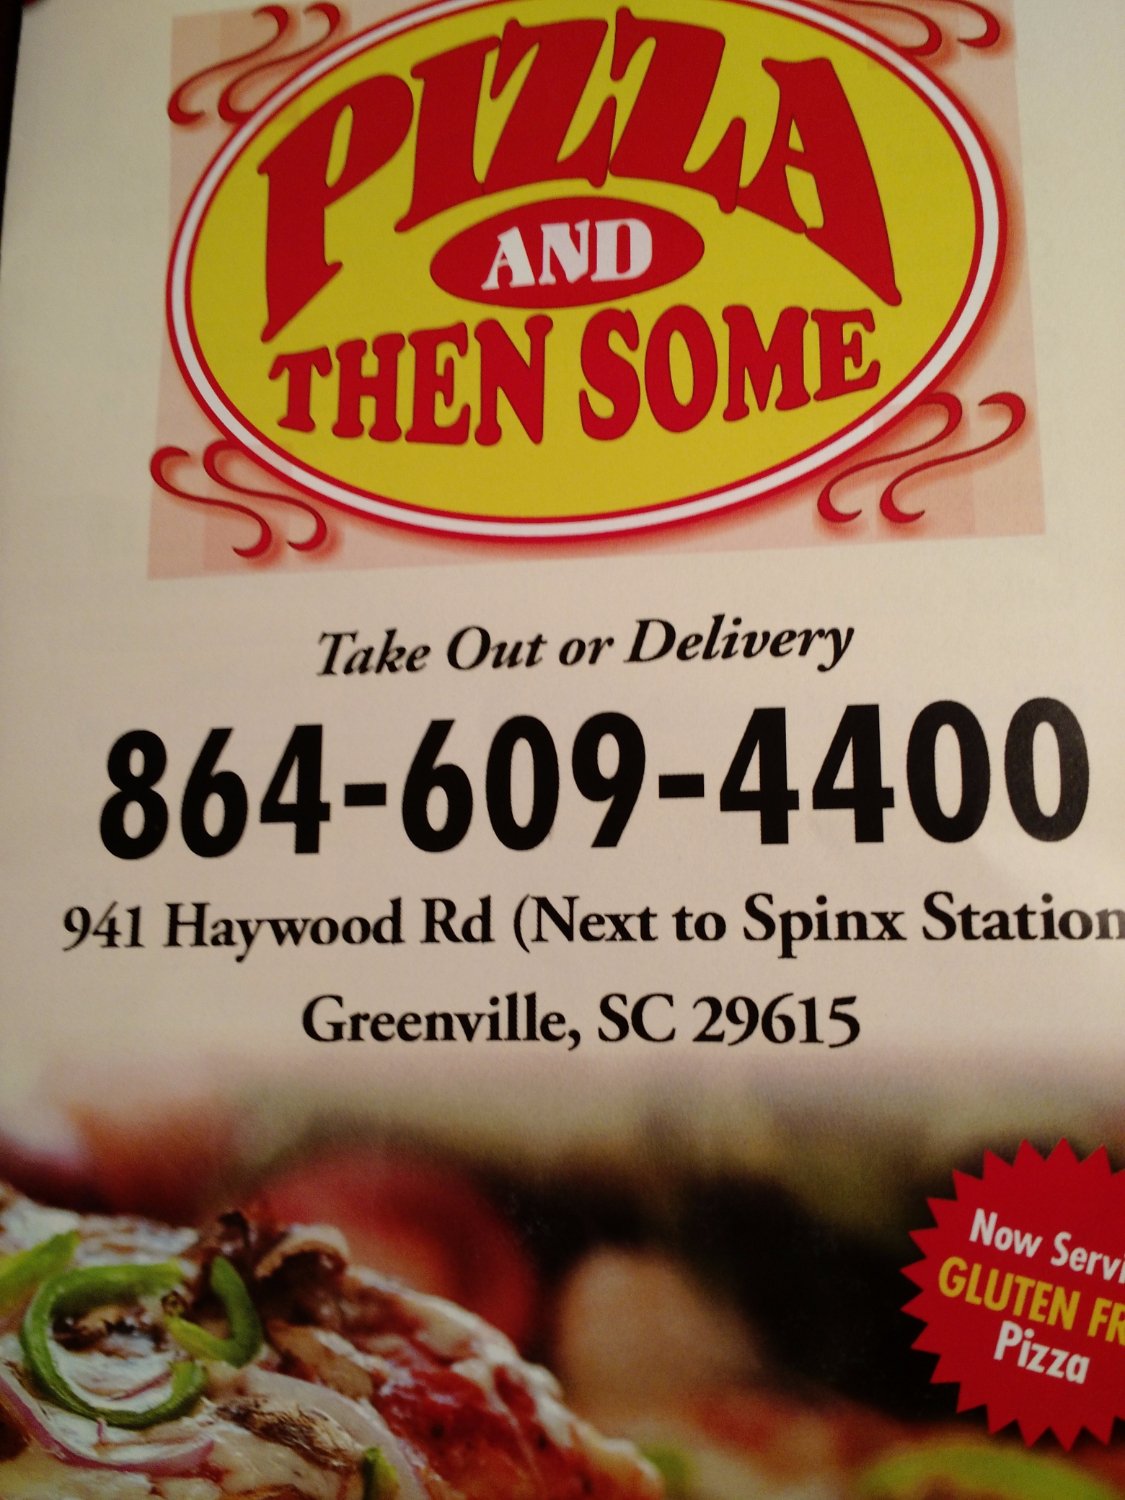 PIZZA
AND
THEN SOME
Take Out or Delivery
864-609-4400
941 Haywood Rd (Next to Spinx Station
Greenville, SC 29615
Now Servi
GLUTEN FR
Pizza